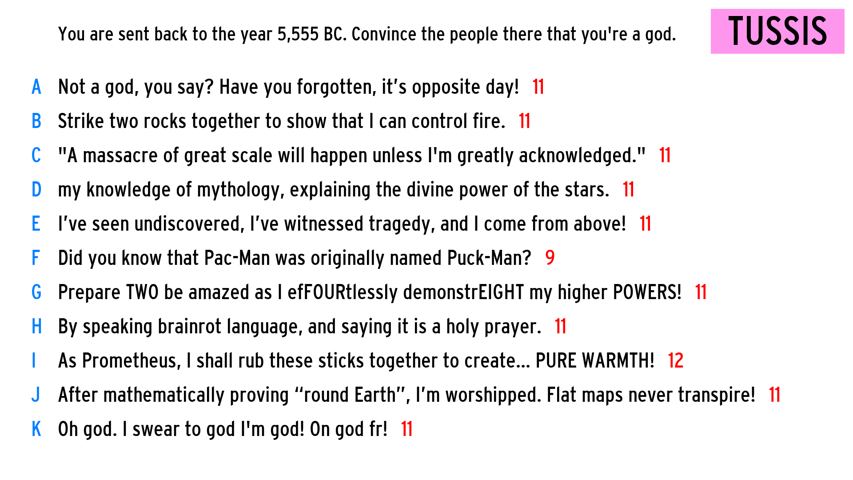 You are sent back to the year 5,555 BC. Convince the people there that you're a god.
TUSSIS
A Not a god, you say? Have you forgotten, it’s opposite day! 11
B Strike two rocks together to show that I can control fire. 11
C "A massacre of great scale will happen unless I'm greatly acknowledged." 11
D my knowledge of mythology, explaining the divine power of the stars. 11
E I’ve seen undiscovered, I’ve witnessed tragedy, and I come from above! 11
F Did you know that Pac-Man was originally named Puck-Man? 9
G Prepare TWO be amazed as I efFOURtlessly demonstrEIGHT my higher POWERS! 11
H By speaking brainrot language, and saying it is a holy prayer. 11
I As Prometheus, I shall rub these sticks together to create... PURE WARMTH! 12
J After mathematically proving “round Earth”, I’m worshipped. Flat maps never transpire! 11
K Oh god. I swear to god I'm god! On god fr! 11